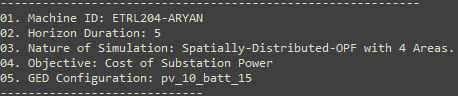 ---------------------------------------------------------------
01. Machine ID: ETRL204-ARYAN
02. Horizon Duration: 5
03. Nature of Simulation: Spatially-Distributed-OPF with 4 Areas.
04. Objective: Cost of Substation Power
05. GED Configuration: pv_10_batt_15
------------------------------